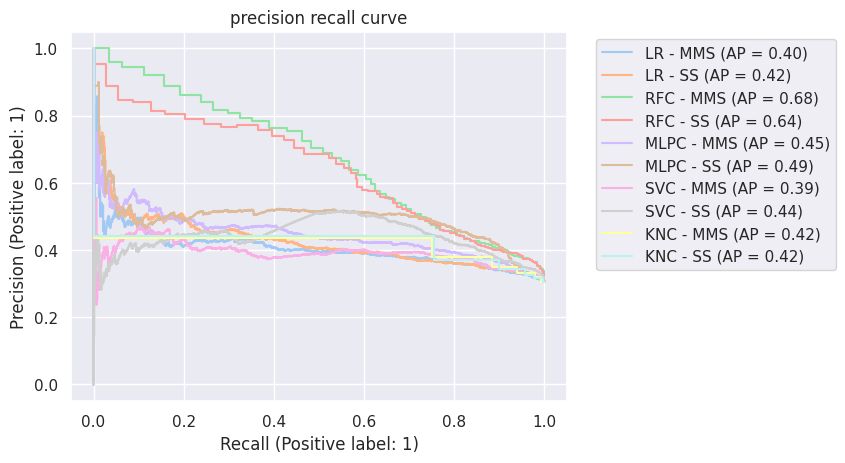 precision recall curve
Precision (Positive label: 1)
1.0
0.8
0.6
0.4
0.2
0.0
0.0 0.2 0.4 0.6 0.8 1.0
Recall (Positive label: 1)
LR - MMS (AP = 0.40)
LR - SS (AP = 0.42)
RFC - MMS (AP = 0.68)
RFC - SS (AP = 0.64)
MLPC - MMS (AP = 0.45)
MLPC - SS (AP = 0.49)
SVC - MMS (AP = 0.39)
SVC - SS (AP = 0.44)
KNC - MMS (AP = 0.42)
KNC - SS (AP = 0.42)